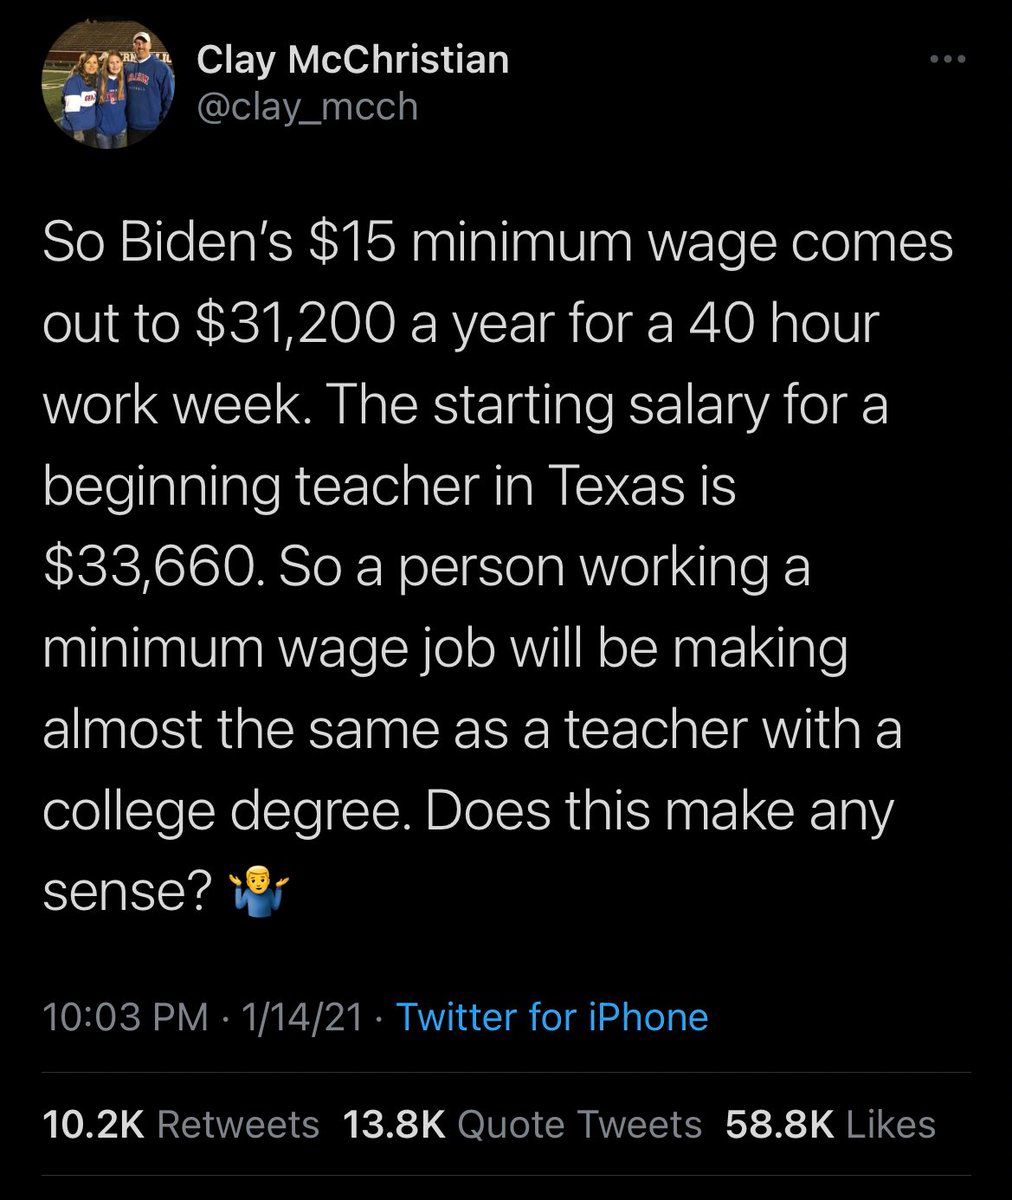 Clay McChristian
@clay_mcch
So Biden’s $15 minimum wage comes
out to $31,200 a year for a 40 hour
work week. The starting salary for a
beginning teacher in Texas is
$33,660. So a person working a
minimum wage job will be making
almost the same as a teacher with a
college degree. Does this make any
sense? 🤷‍♂️
10:03 PM · 1/14/21 · Twitter for iPhone
10.2K Retweets 13.8K Quote Tweets 58.8K Likes